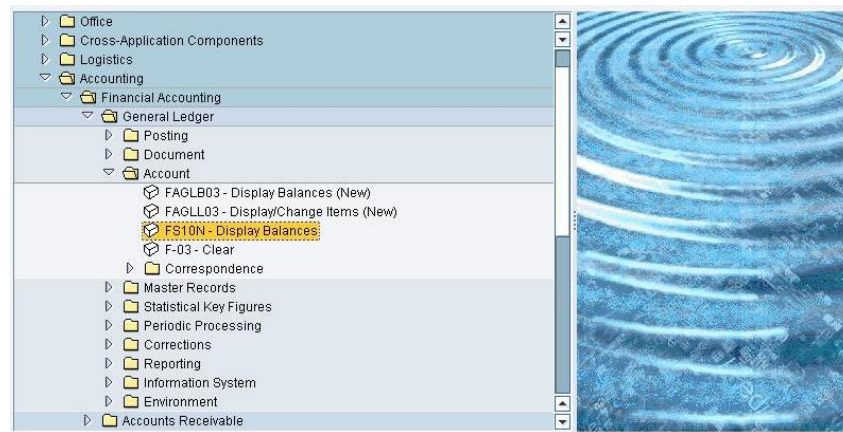 Office
Cross-Application Components
Logistics
Accounting
Financial Accounting
General Ledger
Posting
Document
Account
FAGLB03 - Display Balances (New)
FAGLL03 - Display/Change Items (New)
FS10N - Display Balances
F-03 - Clear
Correspondence
Master Records
Statistical Key Figures
Periodic Processing
Corrections
Reporting
Information System
Environment
Accounts Receivable